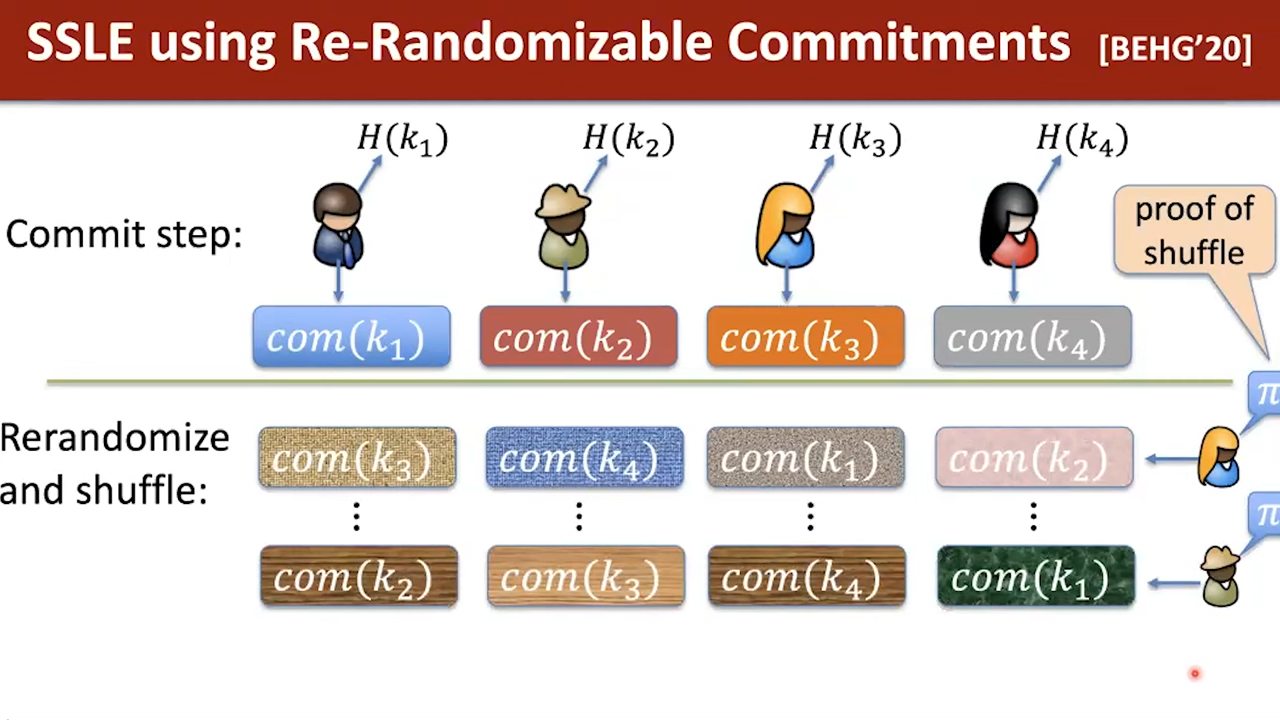 SSLE using Re-Randomizable Commitments [BEHG'20]
H(k₁) H(k₂) H(k₃) H(k₄)
Commit step:
proof of
shuffle
com(k₁) com(k₂) com(k₃) com(k₄)
π
Rerandomize
and shuffle:
com(k₃) com(k₄) com(k₁) com(k₂)
⋮ ⋮ ⋮ ⋮
π
com(k₂) com(k₃) com(k₄) com(k₁)